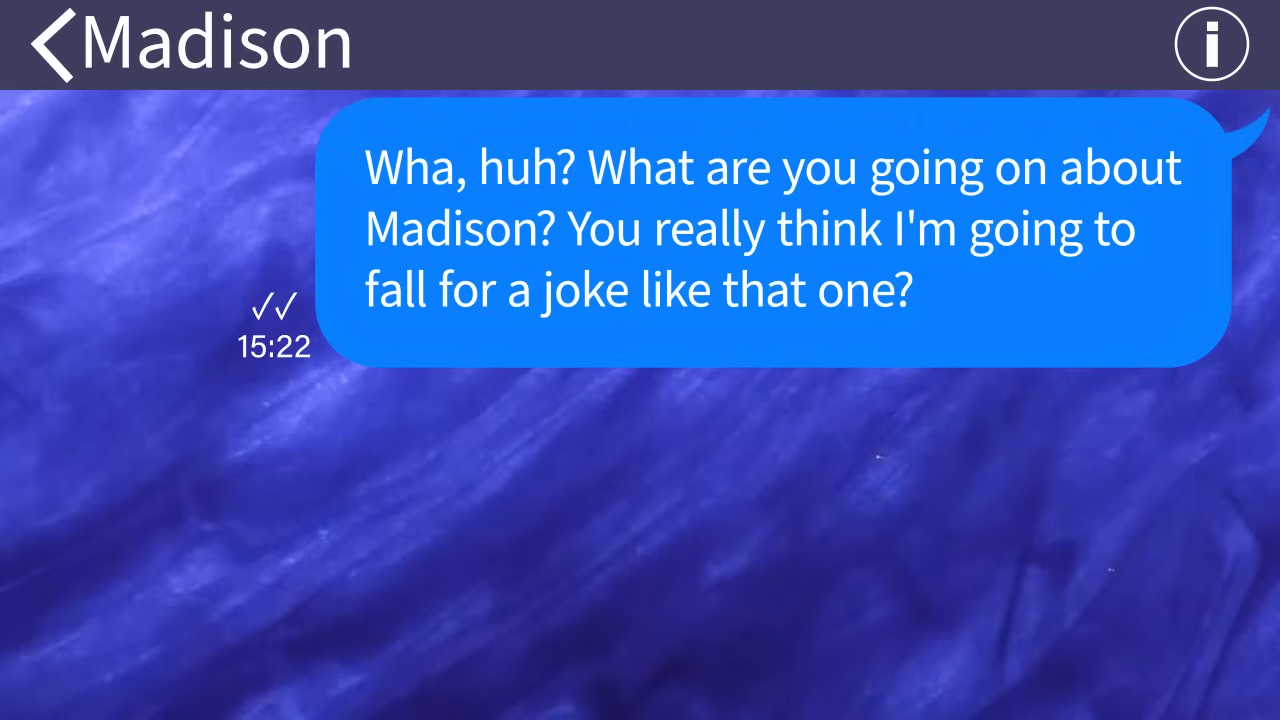 Madison
Wha, huh? What are you going on about
Madison? You really think I'm going to
fall for a joke like that one?
✓✓
15:22